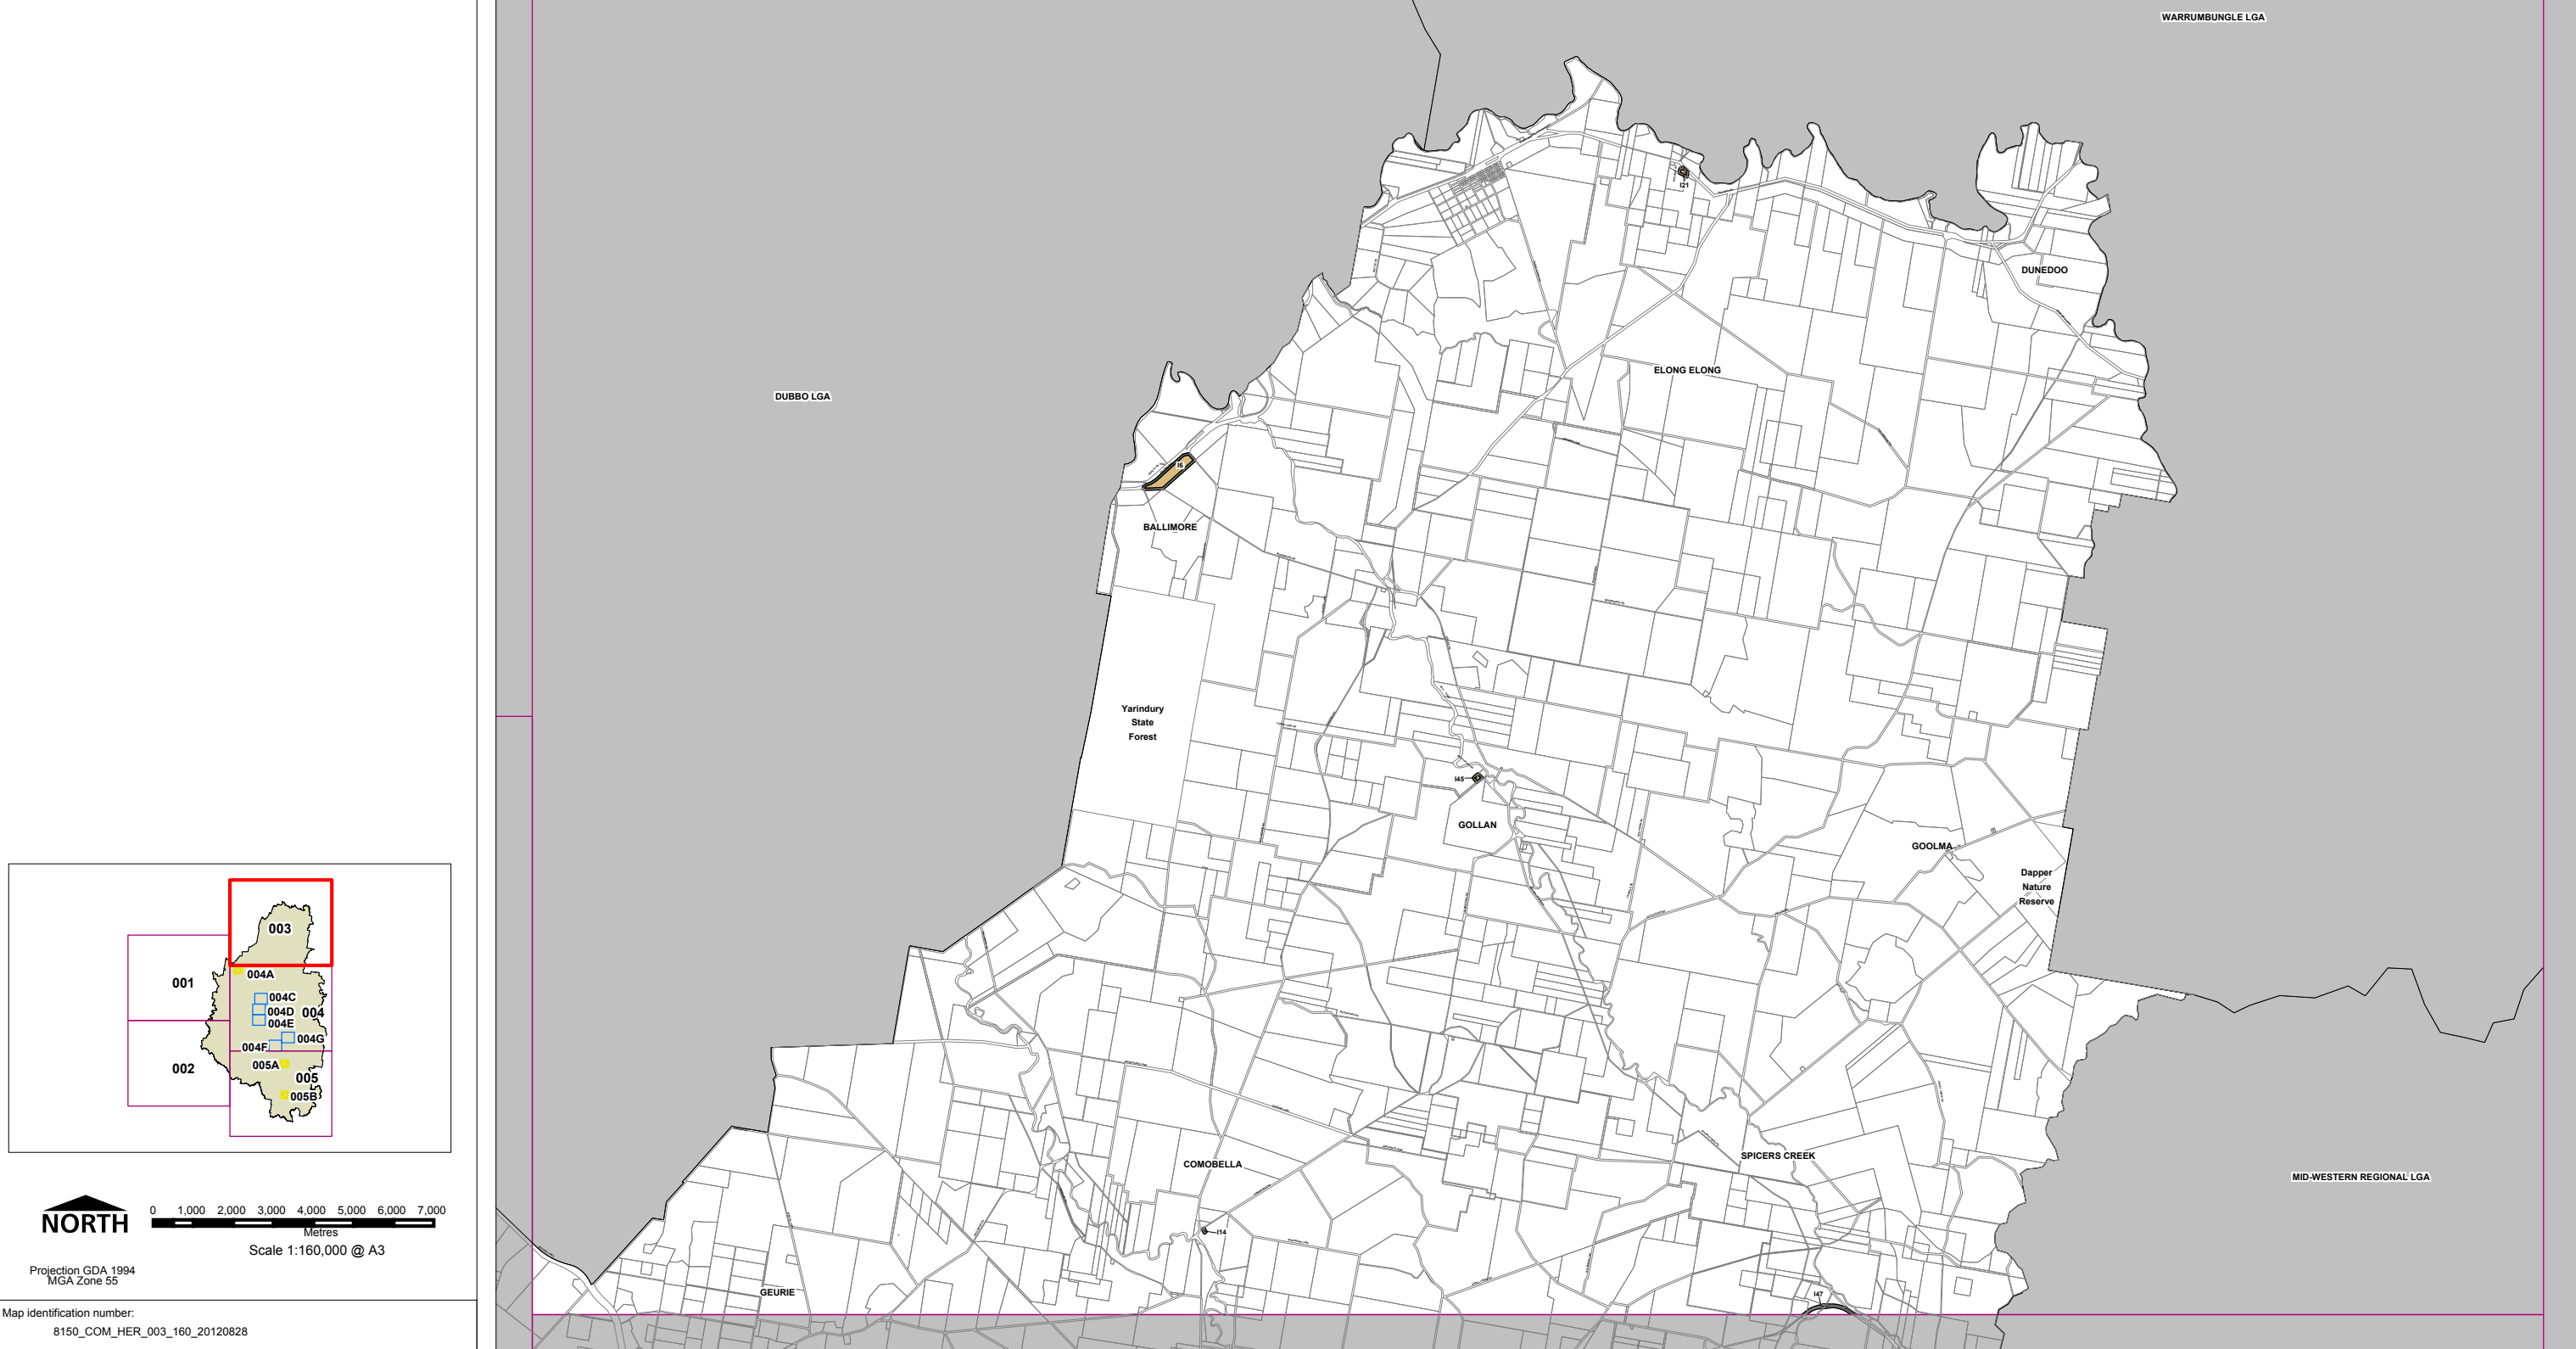 WARRUMBUNGLE LGA
I21
DUNEDOO
ELONG ELONG
DUBBO LGA
I6
BALLIMORE
Yarindury
State
Forest
I45
GOLLAN
GOOLMA
Dapper
Nature
Reserve
SPICERS CREEK
COMOBELLA
MID-WESTERN REGIONAL LGA
I14
GEURIE
I47
003
004A
001
004C
004D
004
004E
004G
004F
005A
002
005
005B
NORTH
0 1,000 2,000 3,000 4,000 5,000 6,000 7,000
Metres
Scale 1:160,000 @ A3
Projection GDA 1994
MGA Zone 55
Map identification number:
8150_COM_HER_003_160_20120828